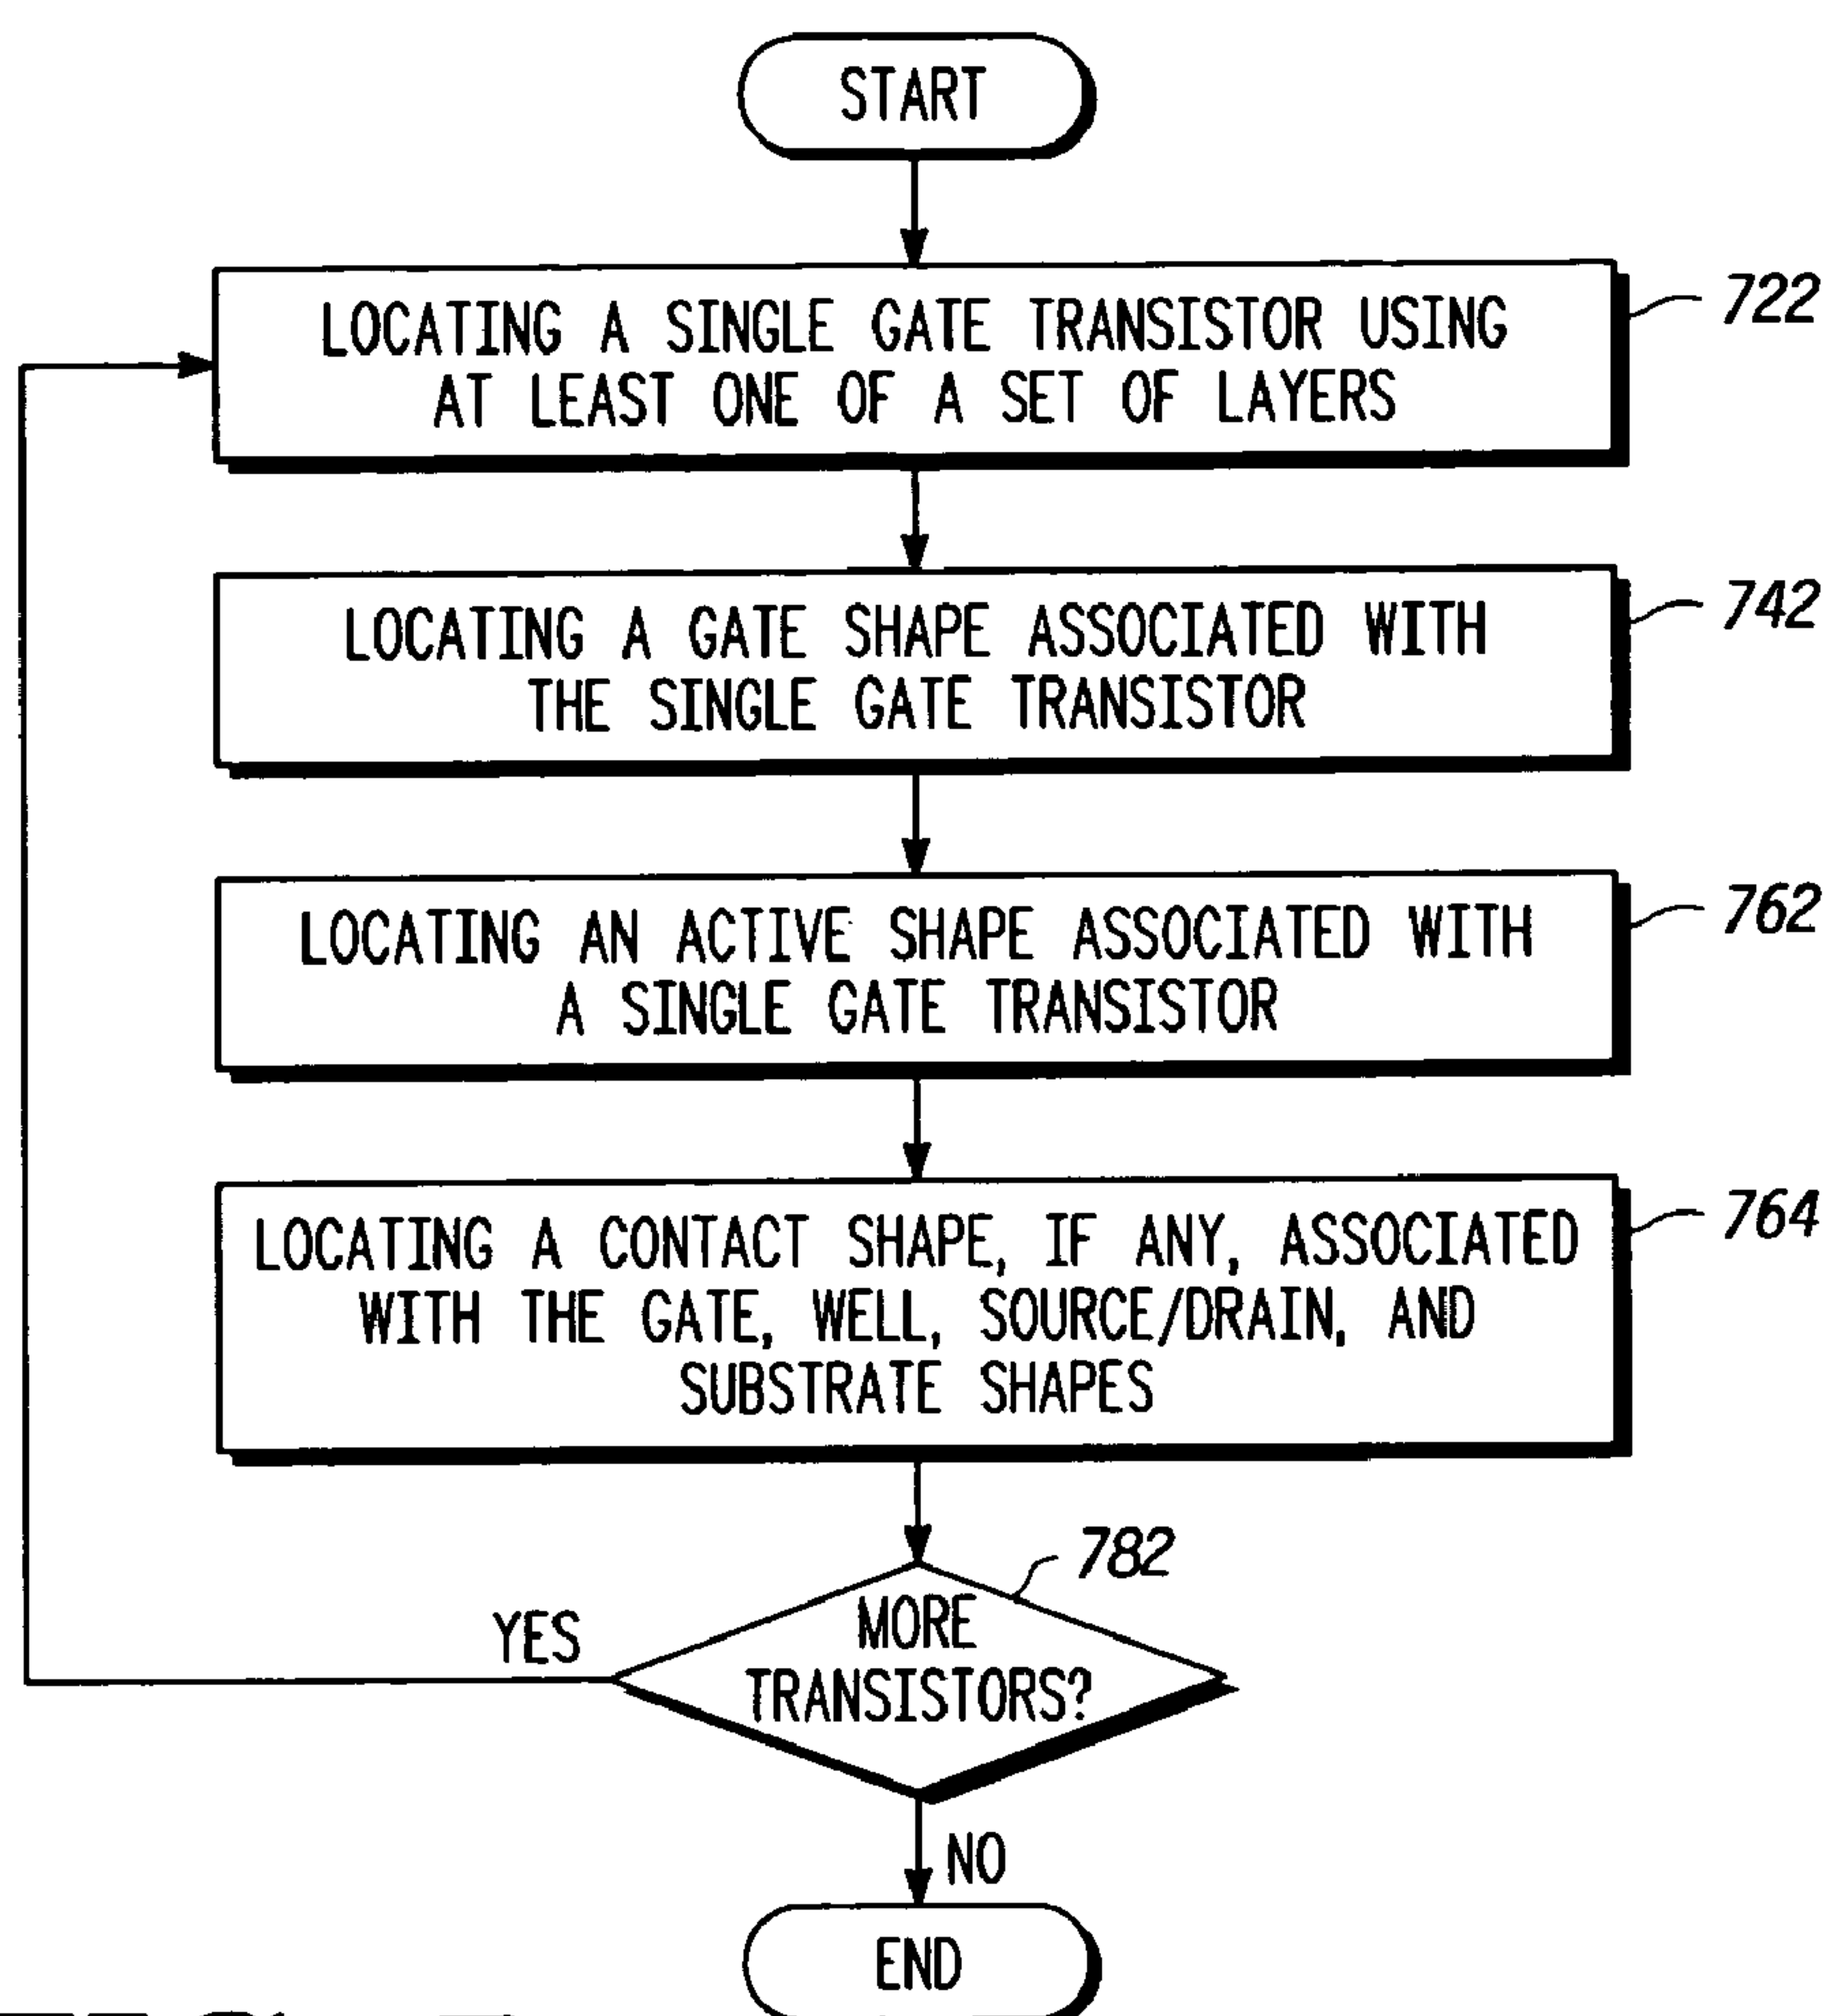 START
LOCATING A SINGLE GATE TRANSISTOR USING
AT LEAST ONE OF A SET OF LAYERS
722
LOCATING A GATE SHAPE ASSOCIATED WITH
THE SINGLE GATE TRANSISTOR
742
LOCATING AN ACTIVE SHAPE ASSOCIATED WITH
A SINGLE GATE TRANSISTOR
762
LOCATING A CONTACT SHAPE, IF ANY, ASSOCIATED
WITH THE GATE, WELL, SOURCE/DRAIN, AND
SUBSTRATE SHAPES
764
782
MORE
TRANSISTORS?
YES
NO
END